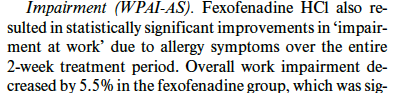 Impairment (WPAI-AS). Fexofenadine HCl also re-
sulted in statistically significant improvements in ‘impair-
ment at work’ due to allergy symptoms over the entire
2-week treatment period. Overall work impairment de-
creased by 5.5% in the fexofenadine group, which was sig-